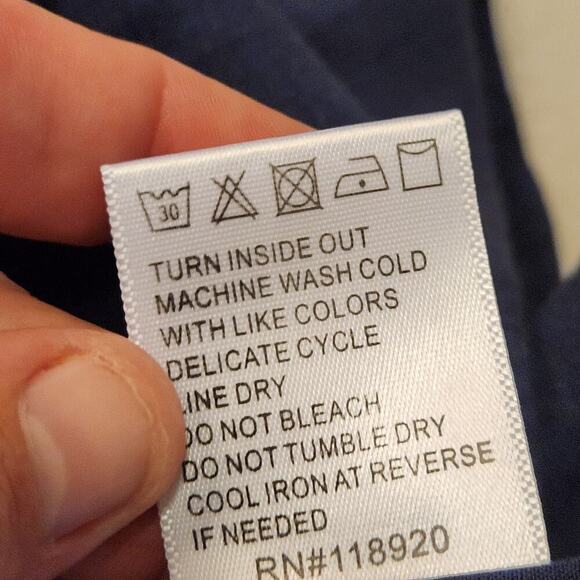 30
TURN INSIDE OUT
MACHINE WASH COLD
WITH LIKE COLORS
DELICATE CYCLE
LINE DRY
DO NOT BLEACH
DO NOT TUMBLE DRY
COOL IRON AT REVERSE
IF NEEDED
RN#118920